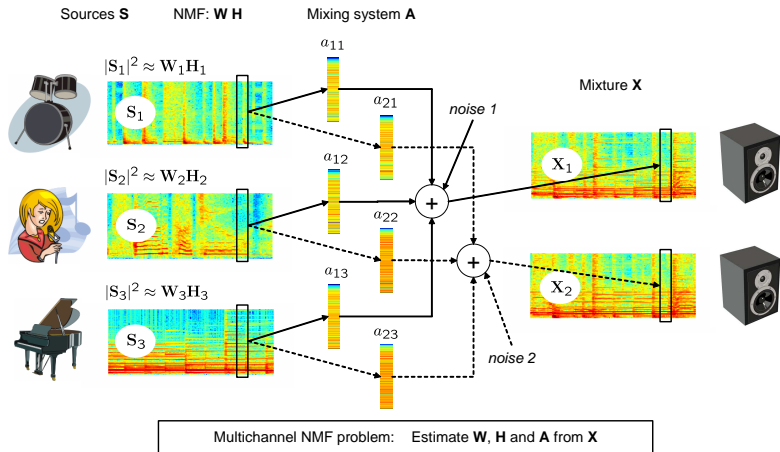 Sources S NMF: W H Mixing system A
|S₁|² ≈ W₁H₁
S₁
a₁₁
a₂₁
noise 1
Mixture X
X₁
|S₂|² ≈ W₂H₂
S₂
a₁₂
a₂₂
+
+
X₂
|S₃|² ≈ W₃H₃
S₃
a₁₃
a₂₃
noise 2
Multichannel NMF problem: Estimate W, H and A from X